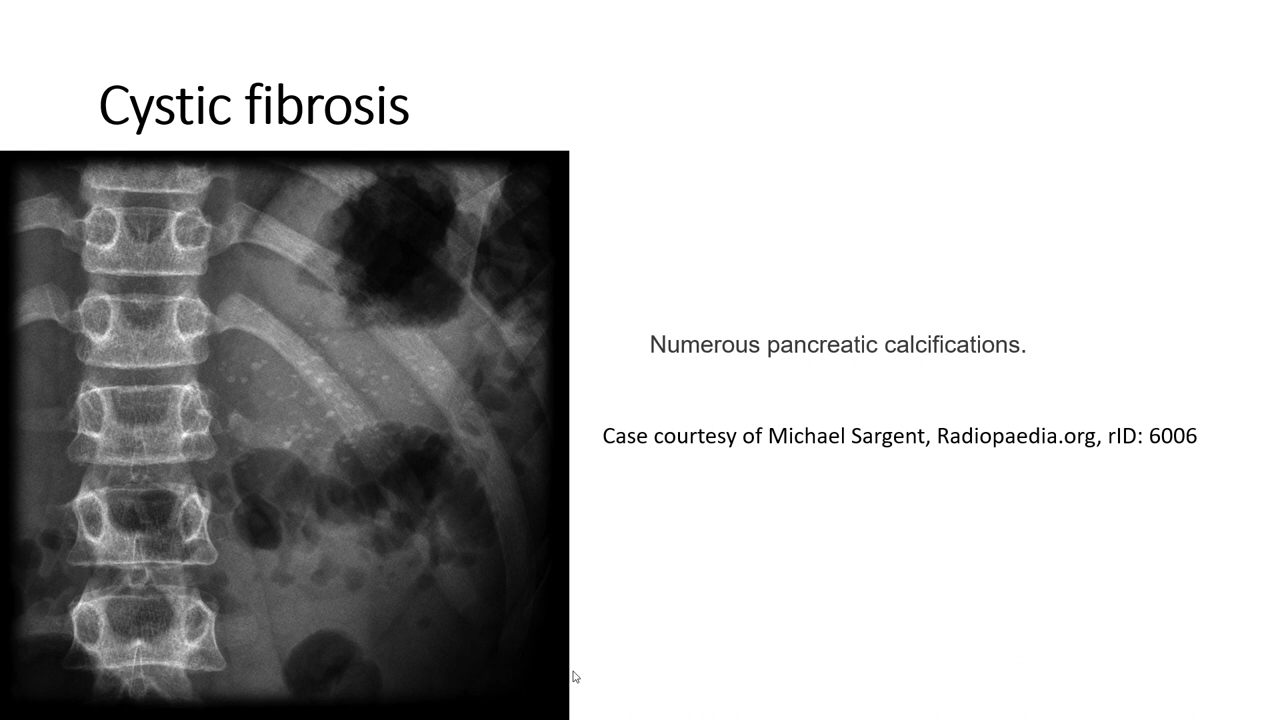 Cystic fibrosis
Numerous pancreatic calcifications.
Case courtesy of Michael Sargent, Radiopaedia.org, rID: 6006